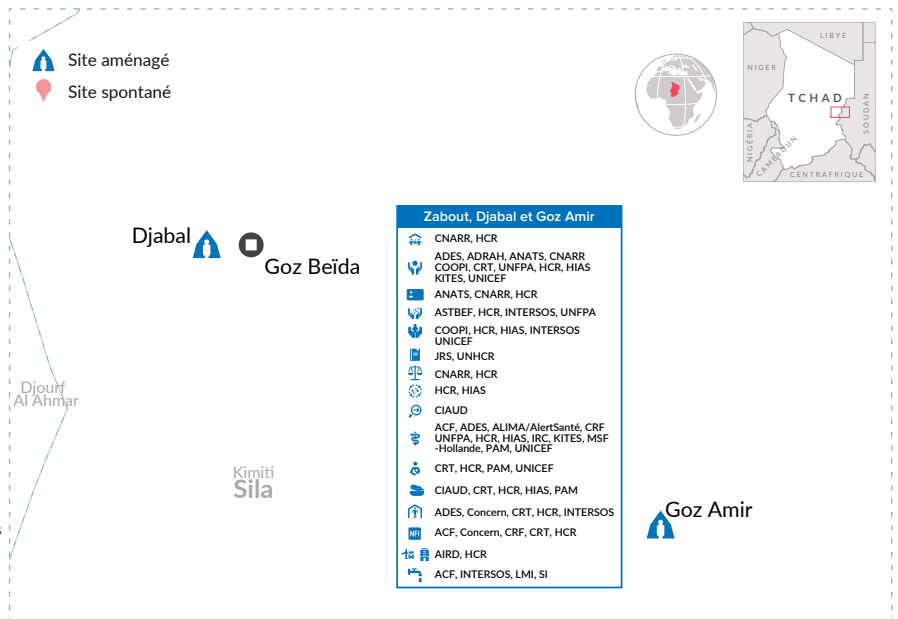 Site aménagé
Site spontané
LIBYE
NIGER
TCHAD
SOUDAN
NIGÉRIA
CAMEROUN
CENTRAFRIQUE
Djabal
Goz Beïda
Zabout, Djabal et Goz Amir
CNARR, HCR
ADES, ADRAH, ANATS, CNARR
COOPI, CRT, UNFPA, HCR, HIAS
KITES, UNICEF
ANATS, CNARR, HCR
ASTBEF, HCR, INTERSOS, UNFPA
COOPI, HCR, HIAS, INTERSOS
UNICEF
JRS, UNHCR
CNARR, HCR
HCR, HIAS
CIAUD
ACF, ADES, ALIMA/AlertSanté, CRF
UNFPA, HCR, HIAS, IRC, KITES, MSF
-Hollande, PAM, UNICEF
CRT, HCR, PAM, UNICEF
CIAUD, CRT, HCR, HIAS, PAM
ADES, Concern, CRT, HCR, INTERSOS
NFI
ACF, Concern, CRF, CRT, HCR
AIRD, HCR
ACF, INTERSOS, LMI, SI
Djourf
Al Ahmar
Kimiti
Sila
Goz Amir